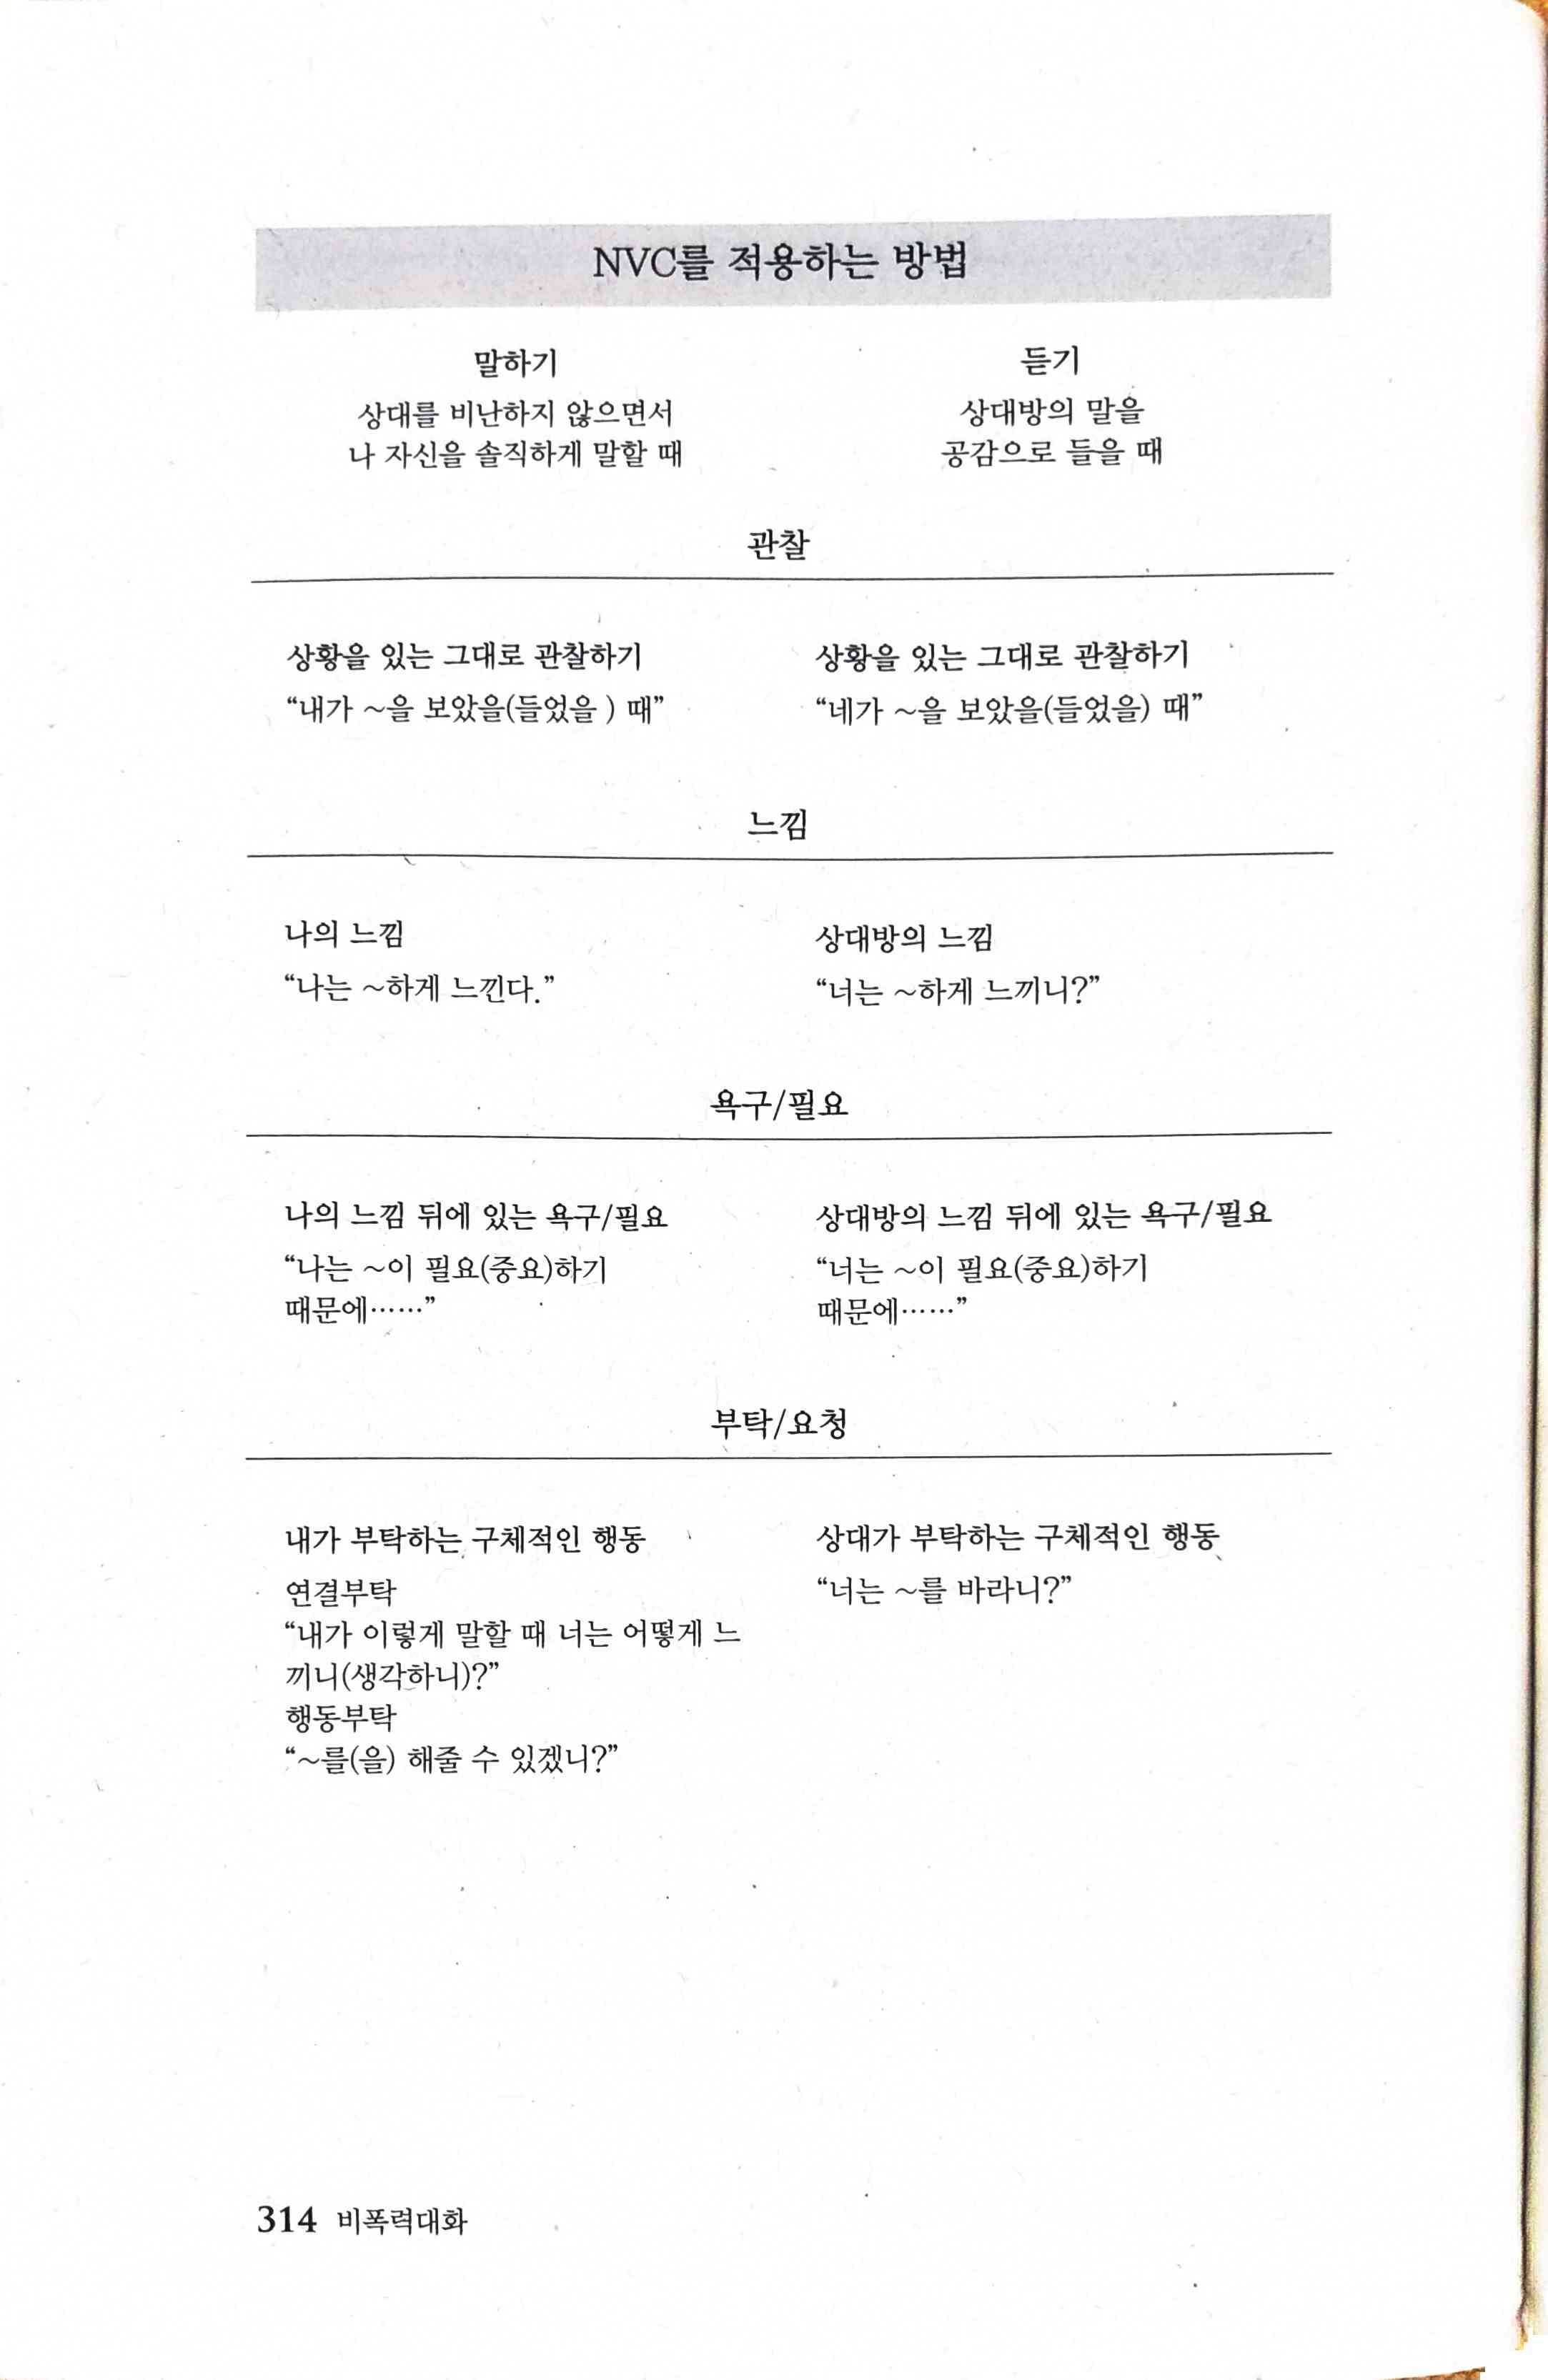 NVC를 적용하는 방법
말하기
상대를 비난하지 않으면서
나 자신을 솔직하게 말할 때
듣기
상대방의 말을
공감으로 들을 때
관찰
상황을 있는 그대로 관찰하기
“내가 ~을 보았을(들었을 ) 때”
상황을 있는 그대로 관찰하기
“네가 ~을 보았을(들었을) 때”
느낌
나의 느낌
“나는 ~하게 느낀다.”
상대방의 느낌
“너는 ~하게 느끼니?”
욕구/필요
나의 느낌 뒤에 있는 욕구/필요
“나는 ~이 필요(중요)하기
때문에……”
상대방의 느낌 뒤에 있는 욕구/필요
“너는 ~이 필요(중요)하기
때문에……”
부탁/요청
내가 부탁하는 구체적인 행동
연결부탁
“내가 이렇게 말할 때 너는 어떻게 느
끼니(생각하니)?”
행동부탁
“~를(을) 해줄 수 있겠니?”
상대가 부탁하는 구체적인 행동
“너는 ~를 바라니?”
314 비폭력대화